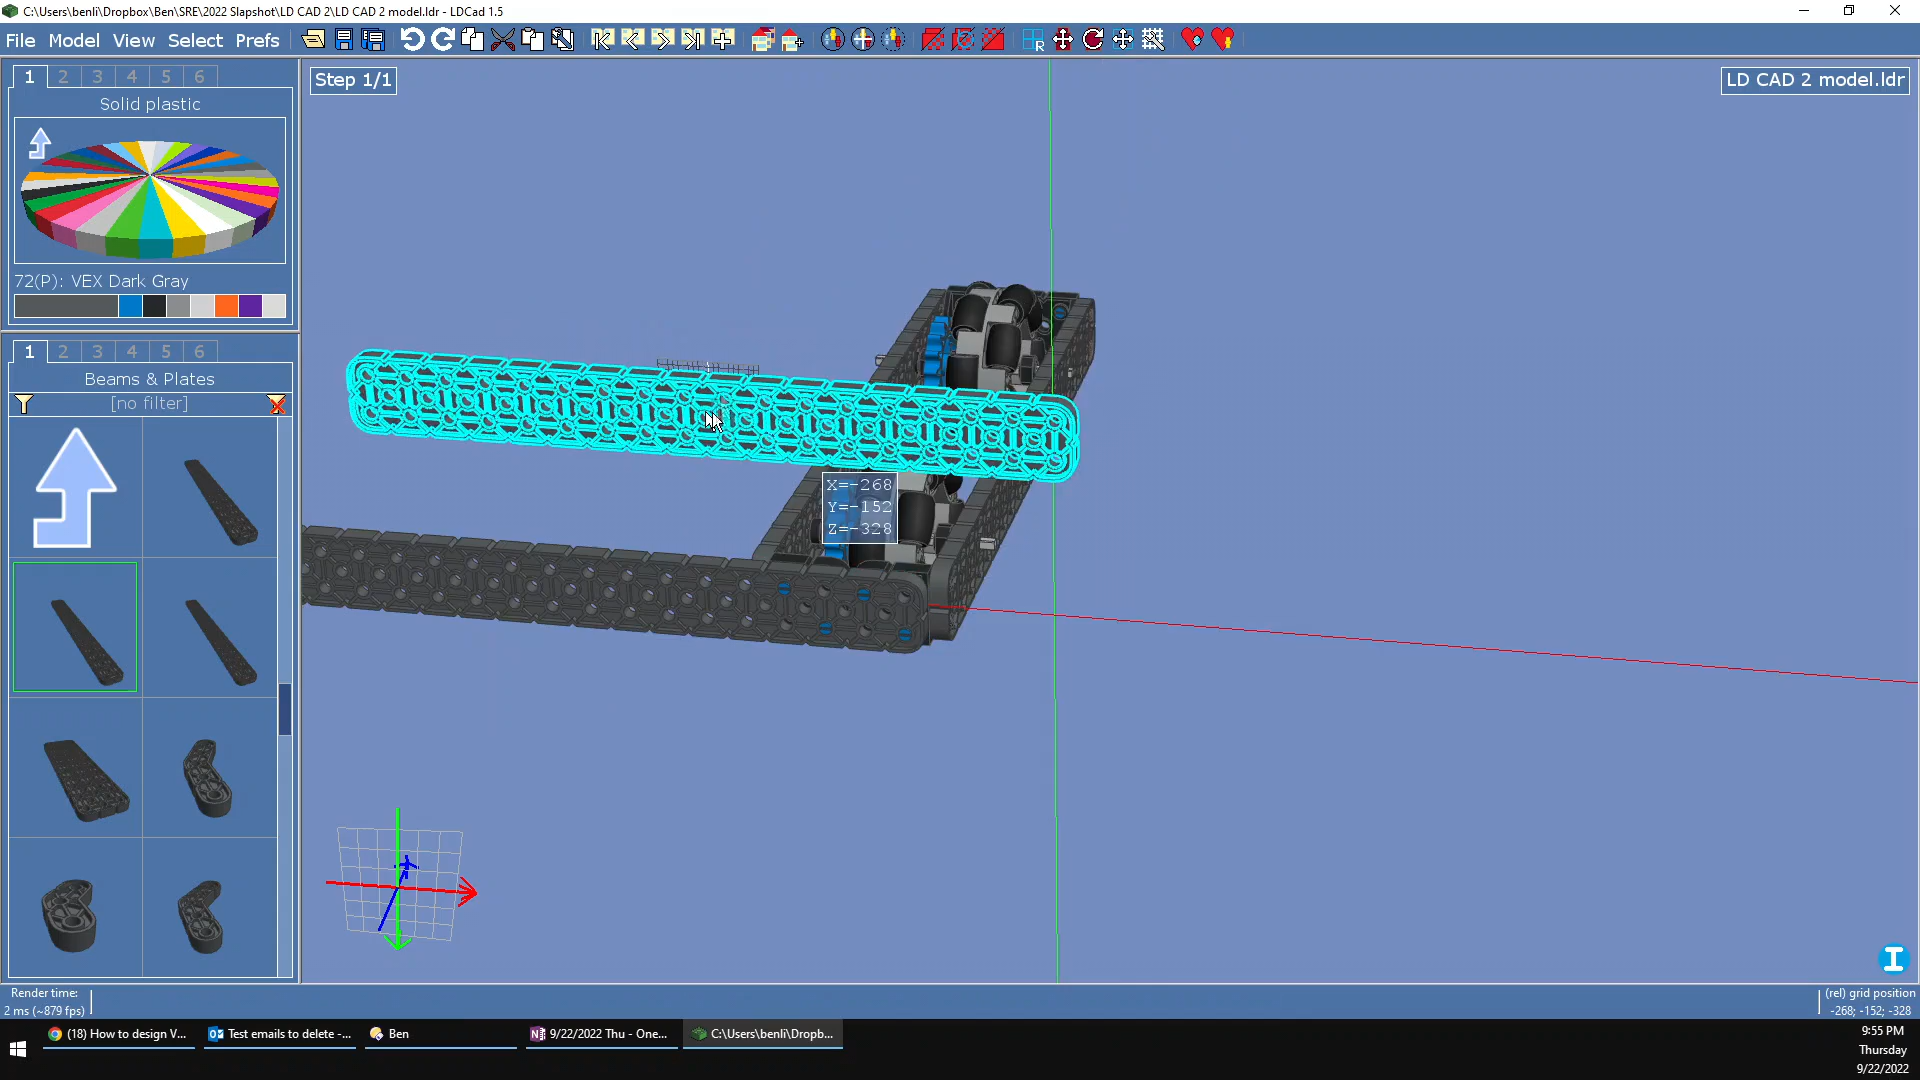 C:\Users\benli\Dropbox\Ben\SRE\2022 Slapshot\LD CAD 2\LD CAD 2 model.ldr - LDCad 1.5
File Model View Select Prefs
R
1 2 3 4 5 6
Solid plastic
72(P): VEX Dark Gray
1 2 3 4 5 6
Beams & Plates
[no filter]
Step 1/1
LD CAD 2 model.ldr
X=-268
Y=-152
Z=-328
Render time:
2 ms (~879 fps)
(rel) grid position
-268; -152; -328
(18) How to design V...
Test emails to delete -...
Ben
9/22/2022 Thu - One...
C:\Users\benli\Dropb...
9:55 PM
Thursday
9/22/2022